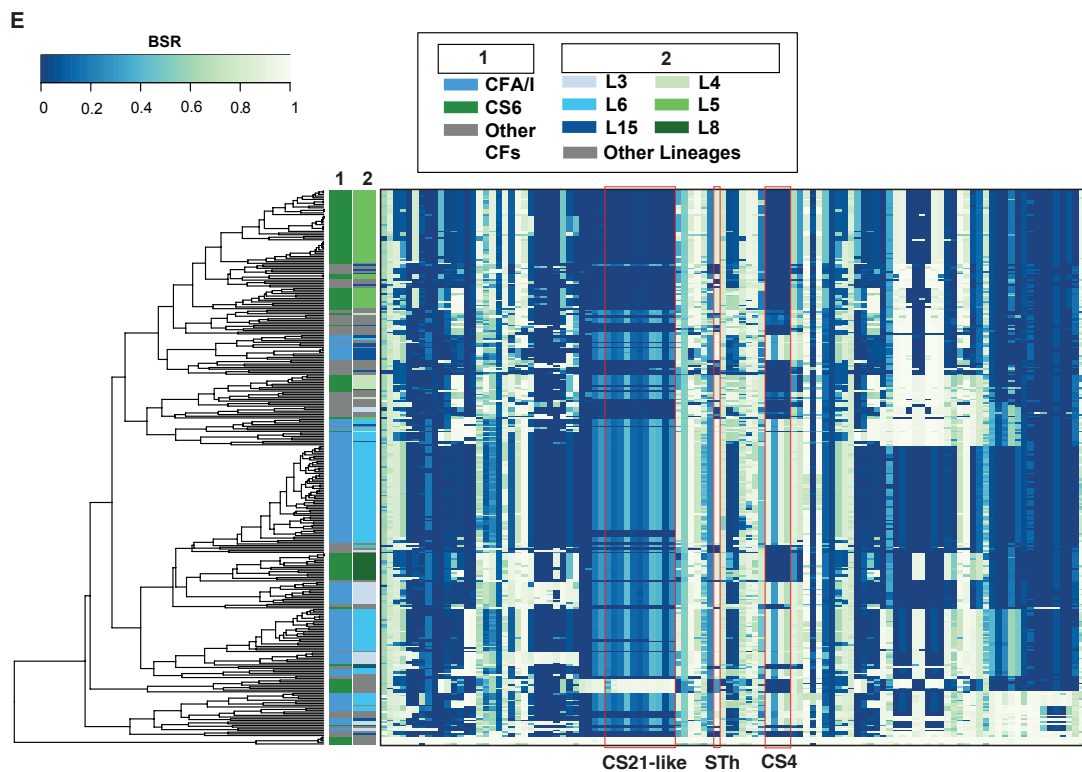 E
BSR
0 0.2 0.4 0.6 0.8 1
1 2
CFA/I L3 L4
CS6 L6 L5
Other L15 L8
CFs Other Lineages
1 2
CS21-like STh CS4